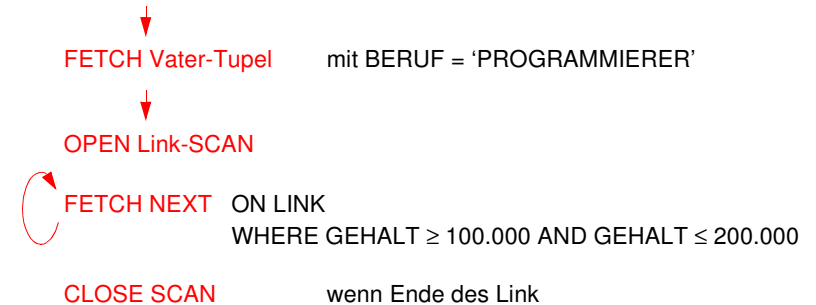 FETCH Vater-Tupel mit BERUF = ‘PROGRAMMIERER’
OPEN Link-SCAN
FETCH NEXT ON LINK
WHERE GEHALT ≥ 100.000 AND GEHALT ≤ 200.000
CLOSE SCAN wenn Ende des Link